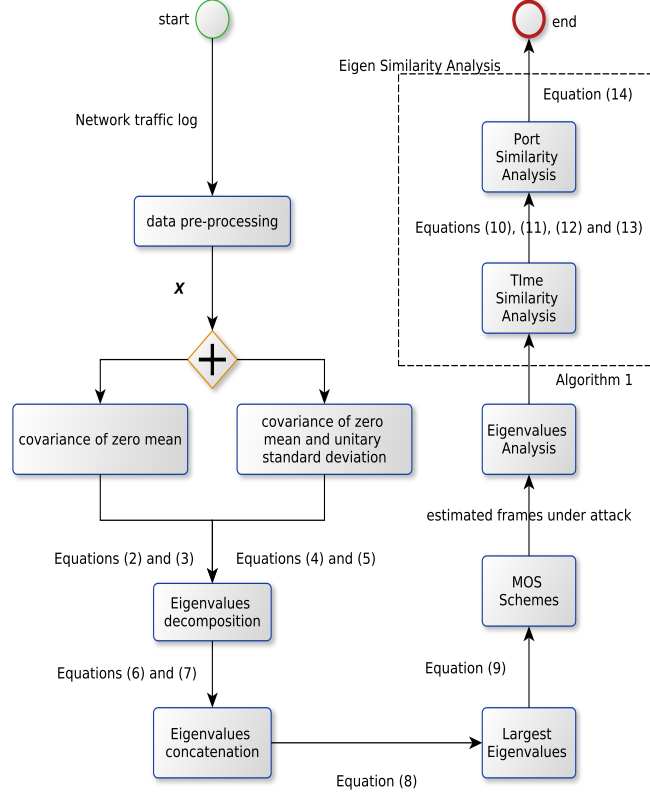 start
Network traffic log
data pre-processing
X
covariance of zero mean
covariance of zero
mean and unitary
standard deviation
Equations (2) and (3)
Equations (4) and (5)
Eigenvalues
decomposition
Equations (6) and (7)
Eigenvalues
concatenation
Equation (8)
Largest
Eigenvalues
Equation (9)
MOS
Schemes
estimated frames under attack
Eigenvalues
Analysis
Algorithm 1
TIme
Similarity
Analysis
Equations (10), (11), (12) and (13)
Port
Similarity
Analysis
Equation (14)
Eigen Similarity Analysis
end